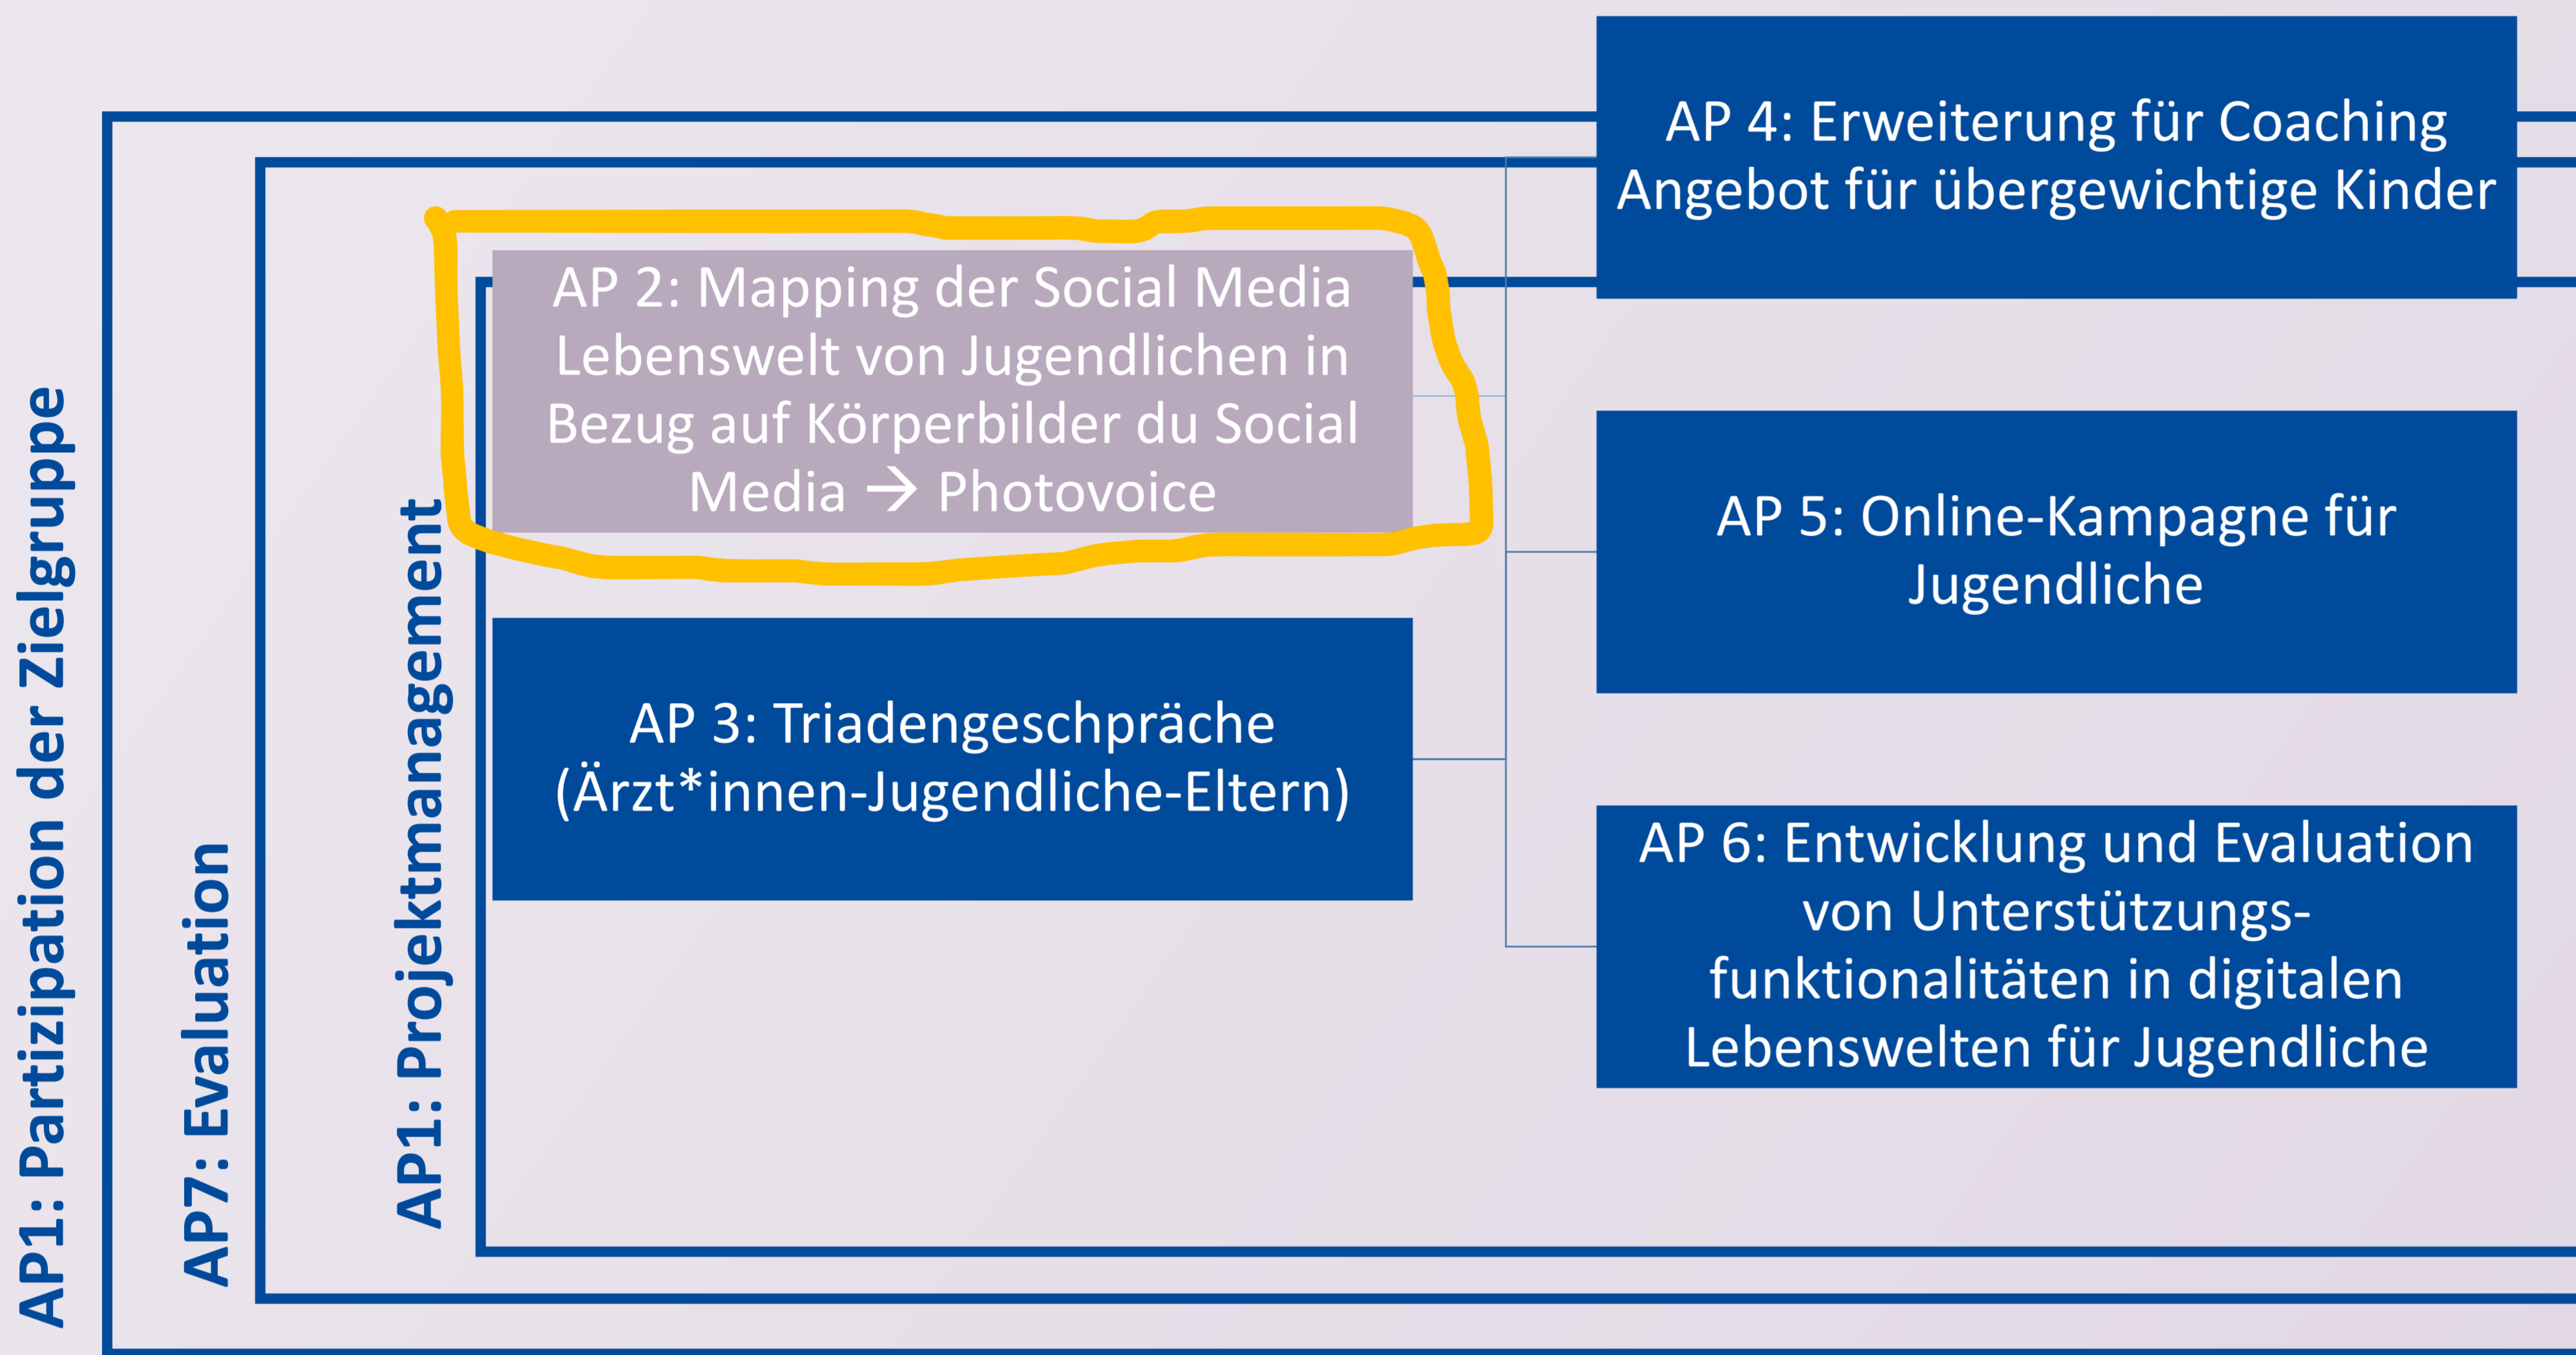 AP1: Partizipation der Zielgruppe
AP7: Evaluation
AP1: Projektmanagement
AP 2: Mapping der Social Media
Lebenswelt von Jugendlichen in
Bezug auf Körperbilder du Social
Media → Photovoice
AP 3: Triadengeschpräche
(Ärzt*innen-Jugendliche-Eltern)
AP 4: Erweiterung für Coaching
Angebot für übergewichtige Kinder
AP 5: Online-Kampagne für
Jugendliche
AP 6: Entwicklung und Evaluation
von Unterstützungs-
funktionalitäten in digitalen
Lebenswelten für Jugendliche